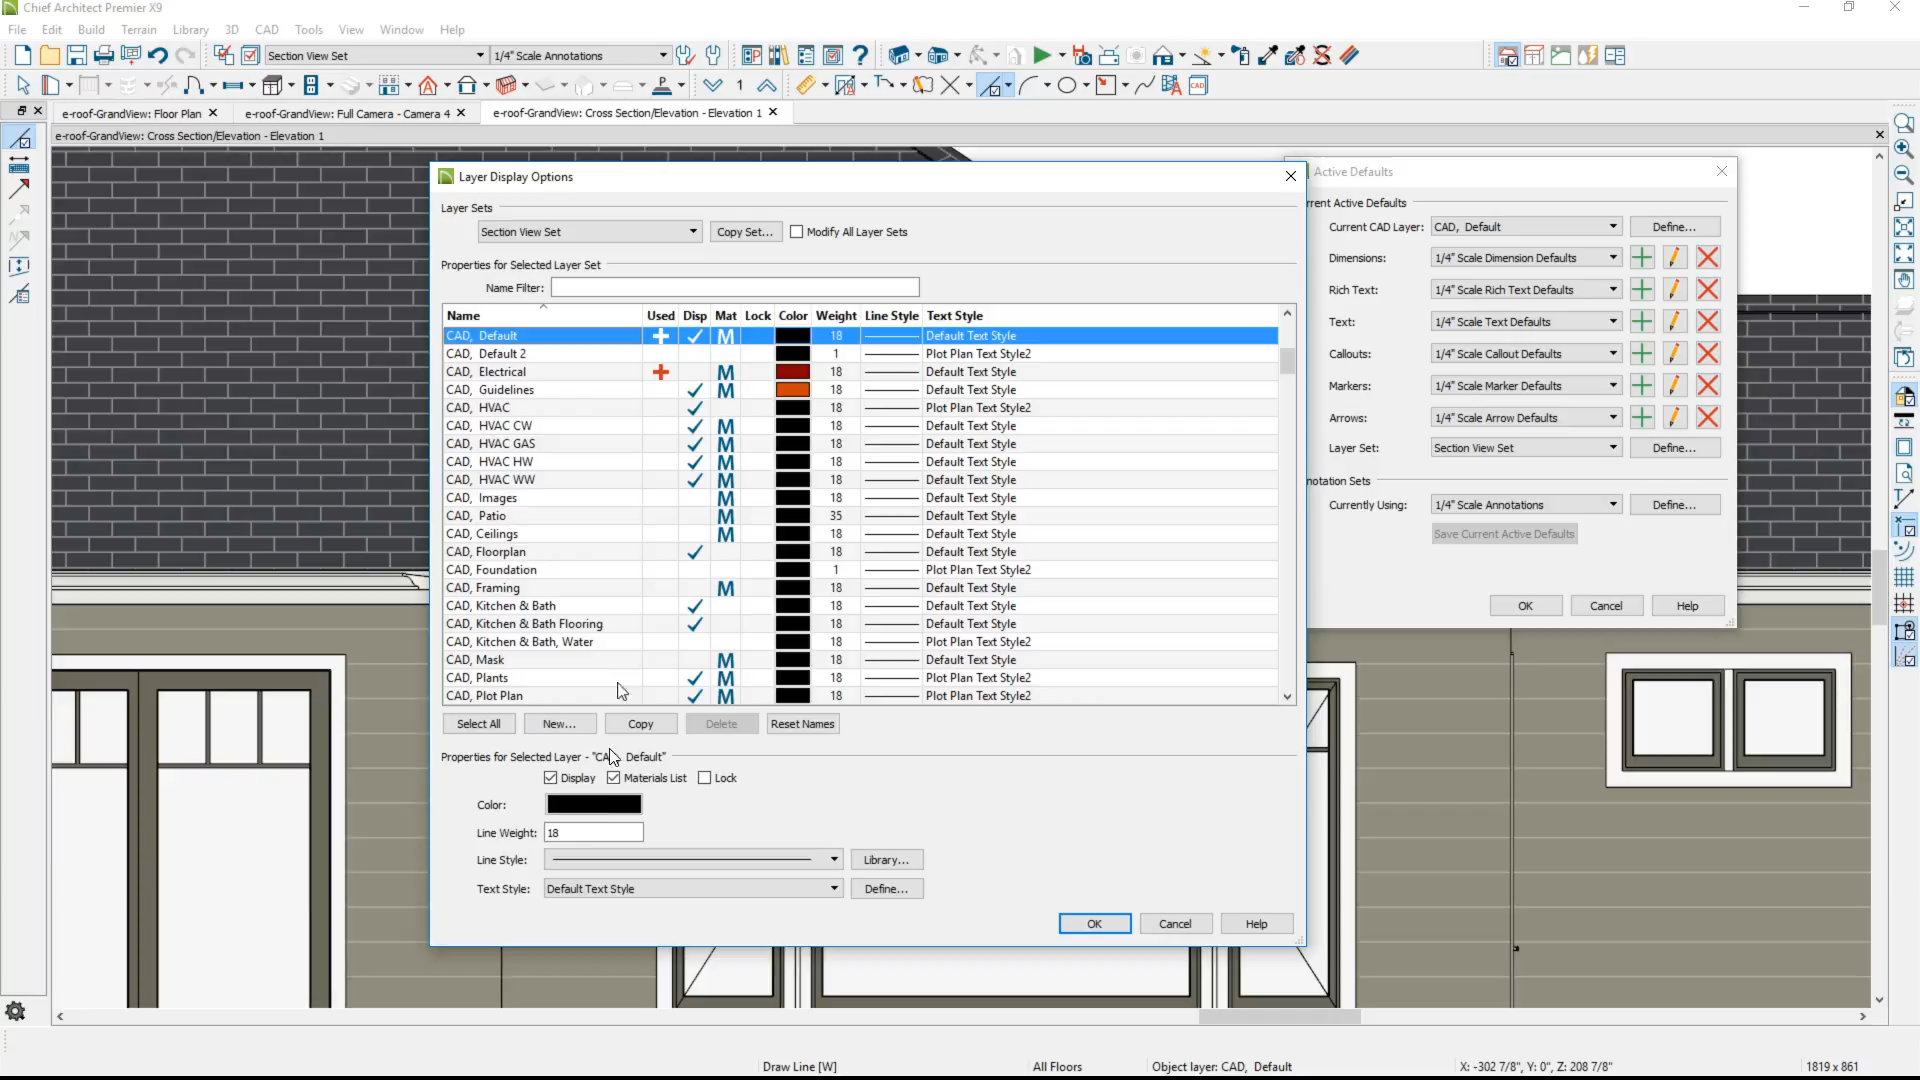 Chief Architect Premier X9
File Edit Build Terrain Library 3D CAD Tools View Window Help
Section View Set 1/4" Scale Annotations
1
CAD
e-roof-GrandView: Floor Plan e-roof-GrandView: Full Camera - Camera 4 e-roof-GrandView: Cross Section/Elevation - Elevation 1
e-roof-GrandView: Cross Section/Elevation - Elevation 1
Layer Display Options
Layer Sets
Section View Set Copy Set... Modify All Layer Sets
Properties for Selected Layer Set
Name Filter:
Name Used Disp Mat Lock Color Weight Line Style Text Style
CAD, Default M 18 Default Text Style
CAD, Default 2 1 Plot Plan Text Style2
CAD, Electrical M 18 Default Text Style
CAD, Guidelines M 18 Default Text Style
CAD, HVAC 18 Plot Plan Text Style2
CAD, HVAC CW M 18 Default Text Style
CAD, HVAC GAS M 18 Default Text Style
CAD, HVAC HW M 18 Default Text Style
CAD, HVAC WW M 18 Default Text Style
CAD, Images M 18 Default Text Style
CAD, Patio M 35 Default Text Style
CAD, Ceilings M 18 Default Text Style
CAD, Floorplan 18 Default Text Style
CAD, Foundation 1 Plot Plan Text Style2
CAD, Framing M 18 Default Text Style
CAD, Kitchen & Bath 18 Default Text Style
CAD, Kitchen & Bath Flooring 18 Default Text Style
CAD, Kitchen & Bath, Water 18 Plot Plan Text Style2
CAD, Mask M 18 Default Text Style
CAD, Plants M 18 Plot Plan Text Style2
CAD, Plot Plan M 18 Plot Plan Text Style2
Select All New... Copy Delete Reset Names
Properties for Selected Layer - "CA Default"
Display Materials List Lock
Color:
Line Weight: 18
Line Style: Library...
Text Style: Default Text Style Define...
OK Cancel Help
Active Defaults
rrent Active Defaults
Current CAD Layer: CAD, Default Define...
Dimensions: 1/4" Scale Dimension Defaults
Rich Text: 1/4" Scale Rich Text Defaults
Text: 1/4" Scale Text Defaults
Callouts: 1/4" Scale Callout Defaults
Markers: 1/4" Scale Marker Defaults
Arrows: 1/4" Scale Arrow Defaults
Layer Set: Section View Set Define...
notation Sets
Currently Using: 1/4" Scale Annotations Define...
Save Current Active Defaults
OK Cancel Help
Draw Line [W] All Floors Object layer: CAD, Default X: -302 7/8", Y: 0", Z: 208 7/8" 1819 x 861